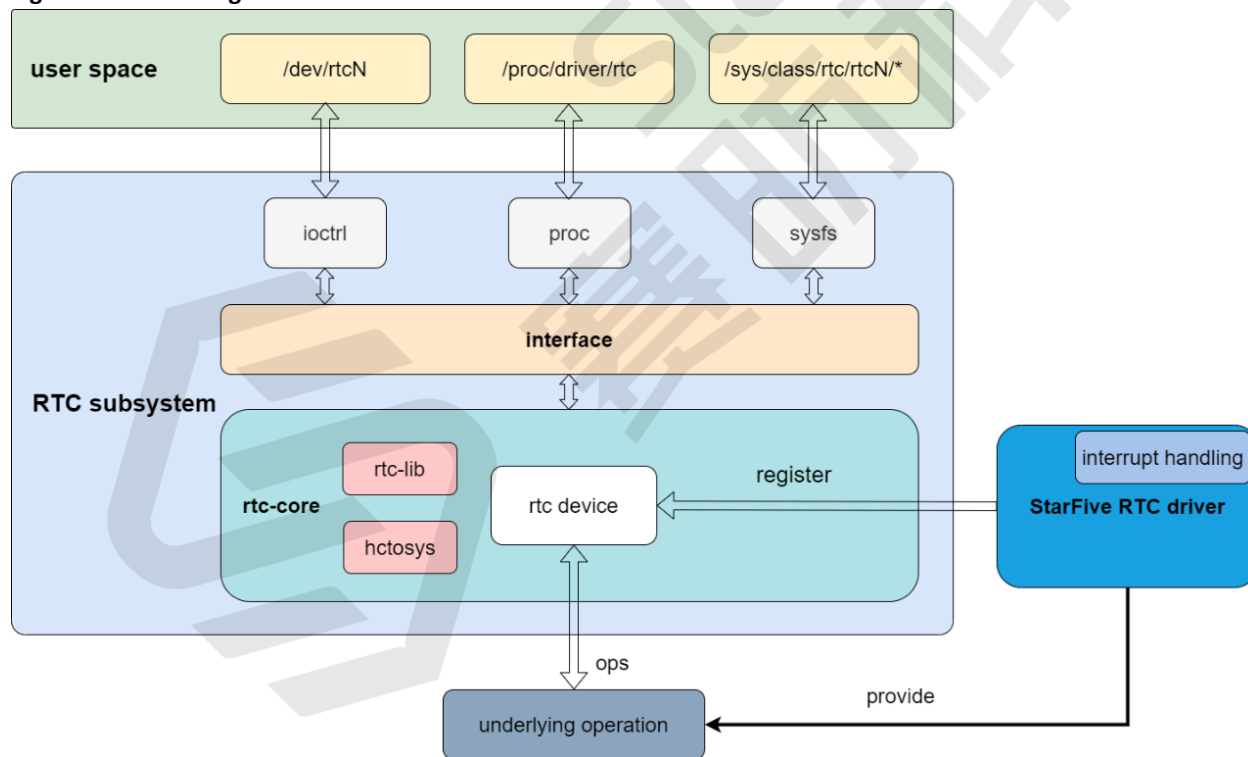 user space
/dev/rtcN
/proc/driver/rtc
/sys/class/rtc/rtcN/*
ioctrl
proc
sysfs
interface
RTC subsystem
rtc-core
rtc-lib
hctosys
rtc device
register
interrupt handling
StarFive RTC driver
ops
provide
underlying operation